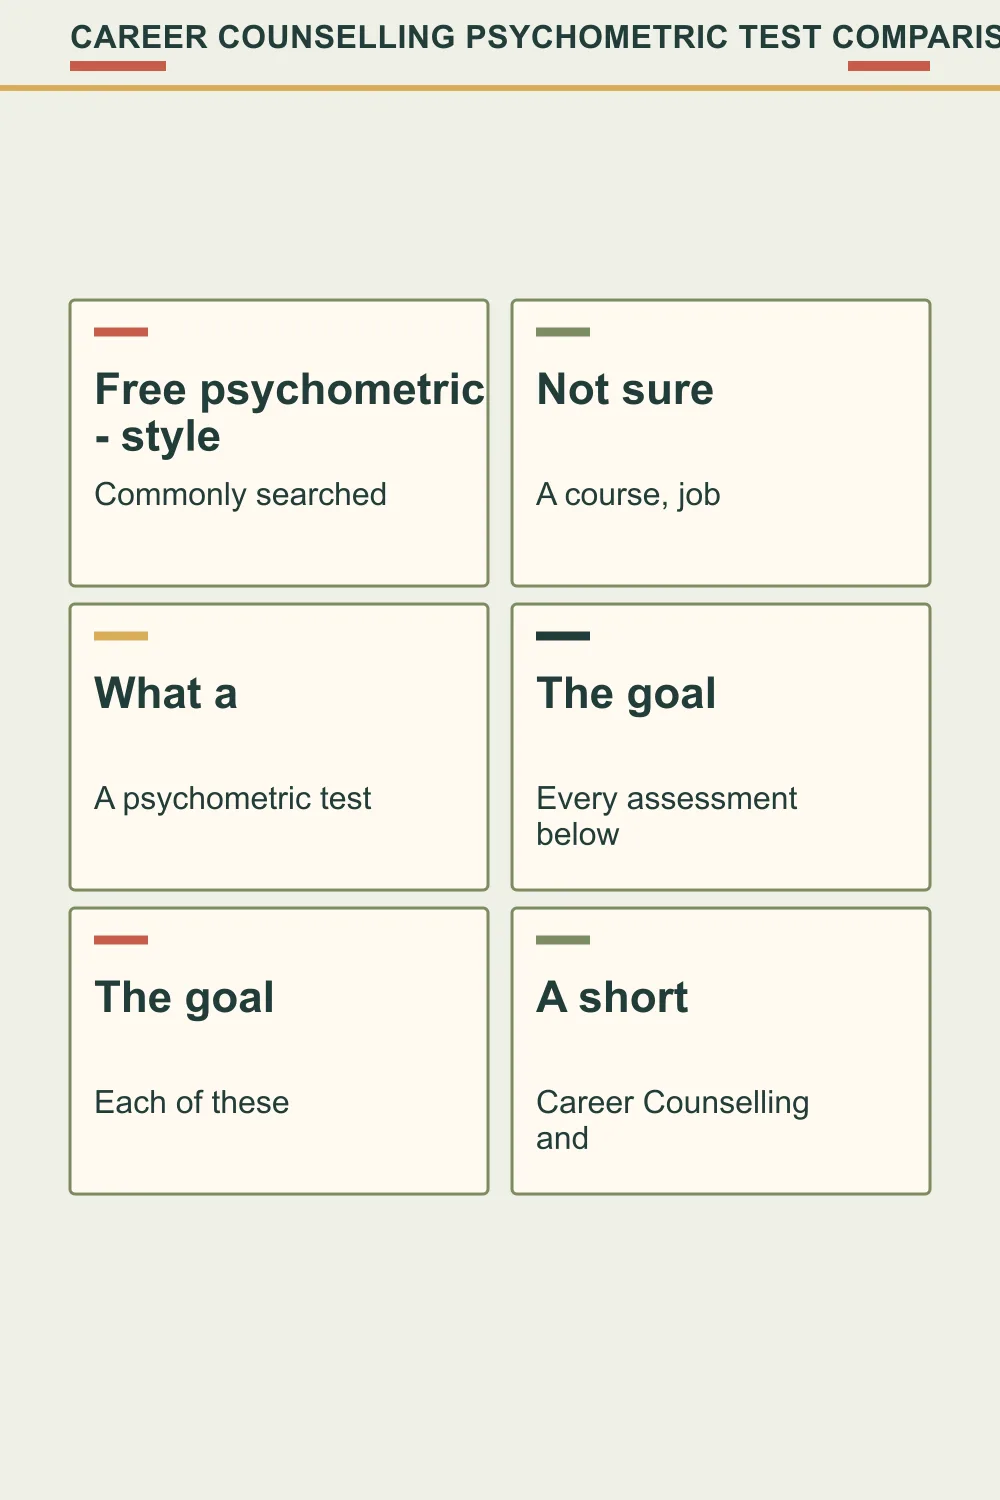 CAREER COUNSELLING PSYCHOMETRIC TEST COMPARIS
Free psychometric
- style
Commonly searched
Not sure
A course, job
What a
A psychometric test
The goal
Every assessment
below
The goal
Each of these
A short
Career Counselling
and